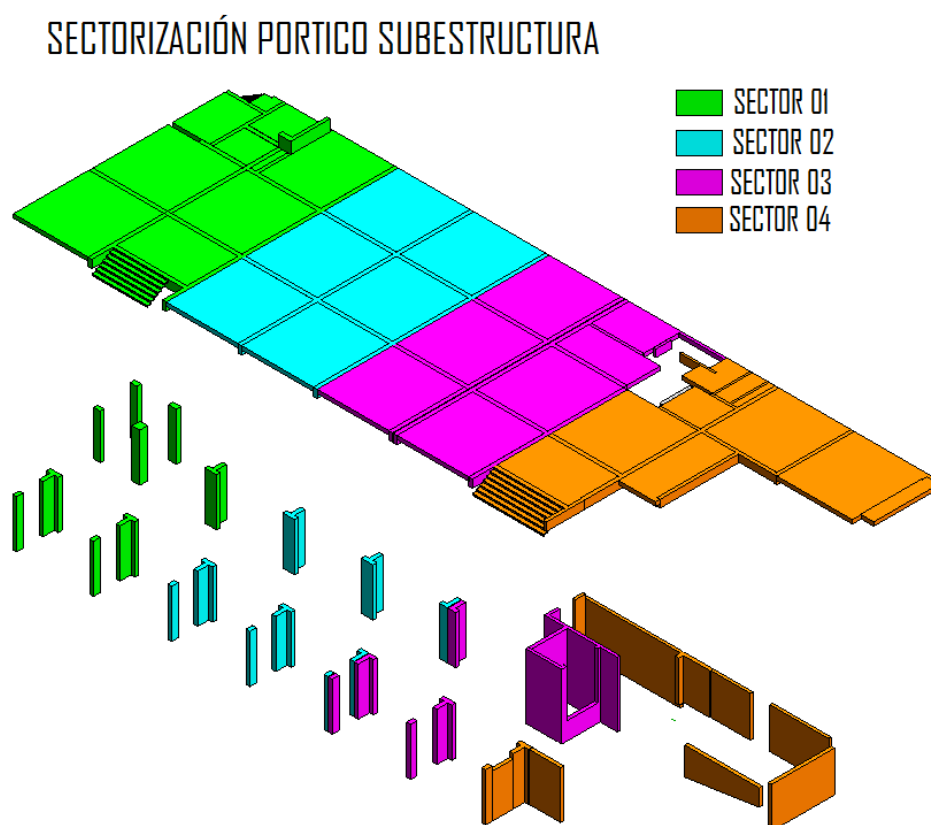 SECTORIZACIÓN PORTICO SUBESTRUCTURA
SECTOR 01
SECTOR 02
SECTOR 03
SECTOR 04